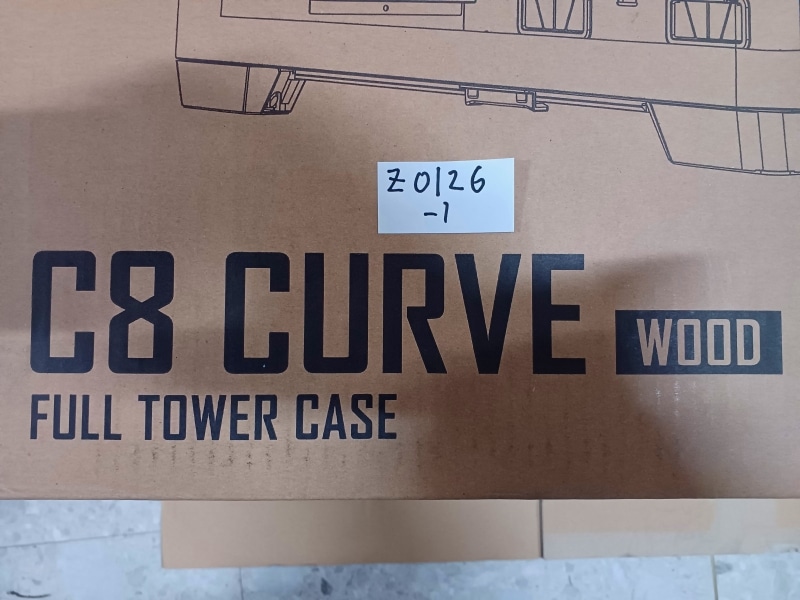 Z0126
-1
C8 CURVE WOOD
FULL TOWER CASE